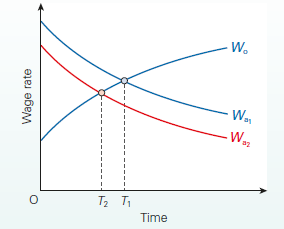 Wage rate
Wₒ
Wₐ₁
Wₐ₂
O
T₂ T₁
Time